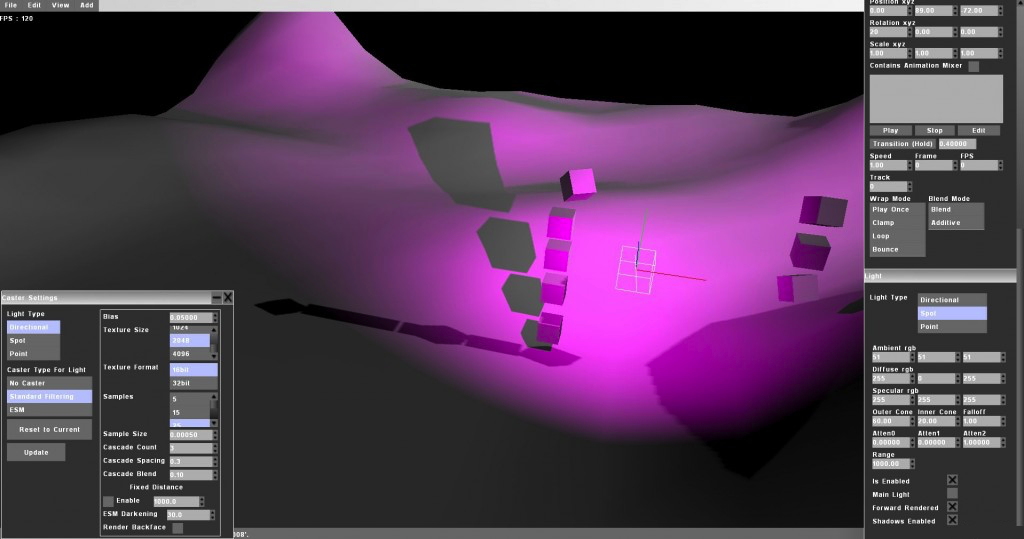 File Edit View Add
FPS : 120
Position xyz
0.00 89.00 -72.00
Rotation xyz
20 0.00 0.00
Scale xyz
1.00 1.00 1.00
Contains Animation Mixer
Play Stop Edit
Transition (Hold) 0.40000
Speed Frame FPS
1.00 0 0
Track
0
Wrap Mode Blend Mode
Play Once Blend
Clamp Additive
Loop
Bounce
Light
Light Type
Directional
Spot
Point
Ambient rgb
51 51 51
Diffuse rgb
255 0 255
Specular rgb
255 255 255
Outer Cone Inner Cone Falloff
60.00 20.00 1.00
Atten0 Atten1 Atten2
0.00000 0.00000 1.00000
Range
1000.00
Is Enabled
Main Light
Forward Rendered
Shadows Enabled
Caster Settings
Light Type
Directional
Spot
Point
Caster Type For Light
No Caster
Standard Filtering
ESM
Reset to Current
Update
Bias 0.05000
Texture Size 1024
2048
4096
Texture Format 16bit
32bit
Samples 5
15
25
Sample Size 0.00050
Cascade Count 3
Cascade Spacing 0.3
Cascade Blend 0.10
Fixed Distance
Enable 1000.0
ESM Darkening 30.0
Render Backface